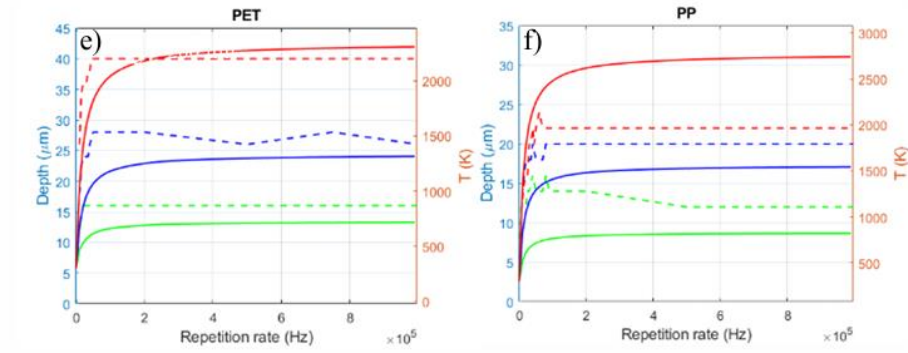 PET
e)
45
40
35
30
25
20
15
10
5
0
Depth (μm)
2000
1500
1000
500
0
T (K)
0 2 4 6 8
Repetition rate (Hz) ×10⁵
PP
f)
35
30
25
20
15
10
5
0
Depth (μm)
3000
2500
2000
1500
1000
500
T (K)
0 2 4 6 8
Repetition rate (Hz) ×10⁵